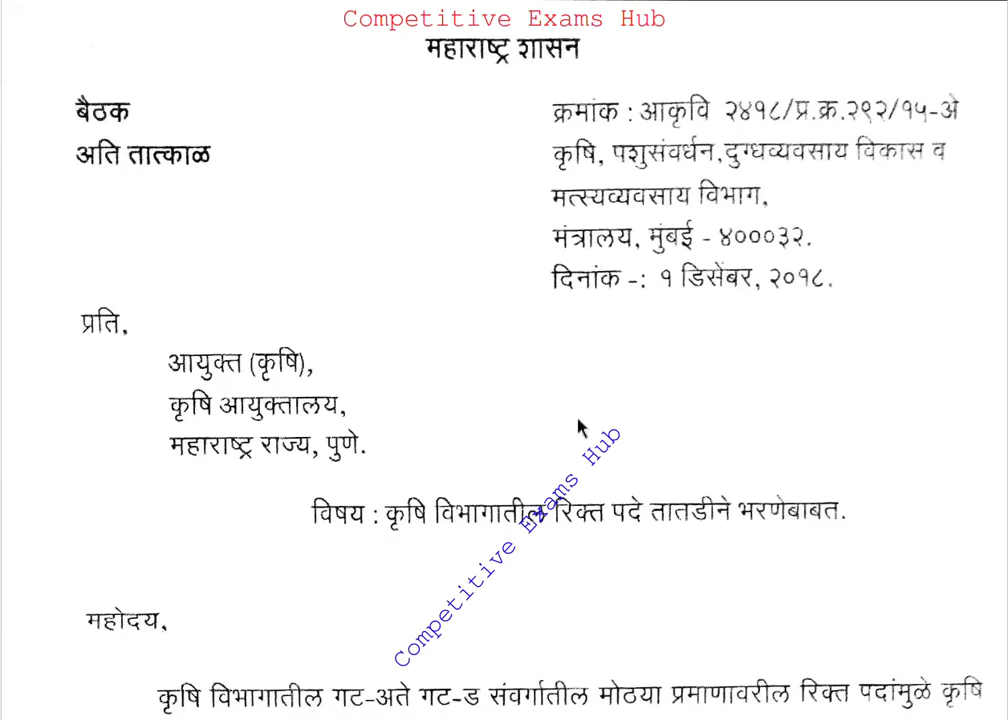 Competitive Exams Hub
महाराष्ट्र शासन
बैठक
अति तात्काळ
क्रमांक : आकृवि २४१८/प्र.क्र.२९२/१५-अे
कृषि, पशुसंवर्धन,दुग्धव्यवसाय विकास व
मत्स्यव्यवसाय विभाग,
मंत्रालय, मुंबई - ४०००३२.
दिनांक -: १ डिसेंबर, २०१८.
प्रति,
आयुक्त (कृषि),
कृषि आयुक्तालय,
महाराष्ट्र राज्य, पुणे.
विषय : कृषि विभागातील रिक्त पदे तातडीने भरणेबाबत.
Competitive Exams Hub
महोदय,
कृषि विभागातील गट-अते गट-ड संवर्गातील मोठया प्रमाणावरील रिक्त पदांमुळे कृषि